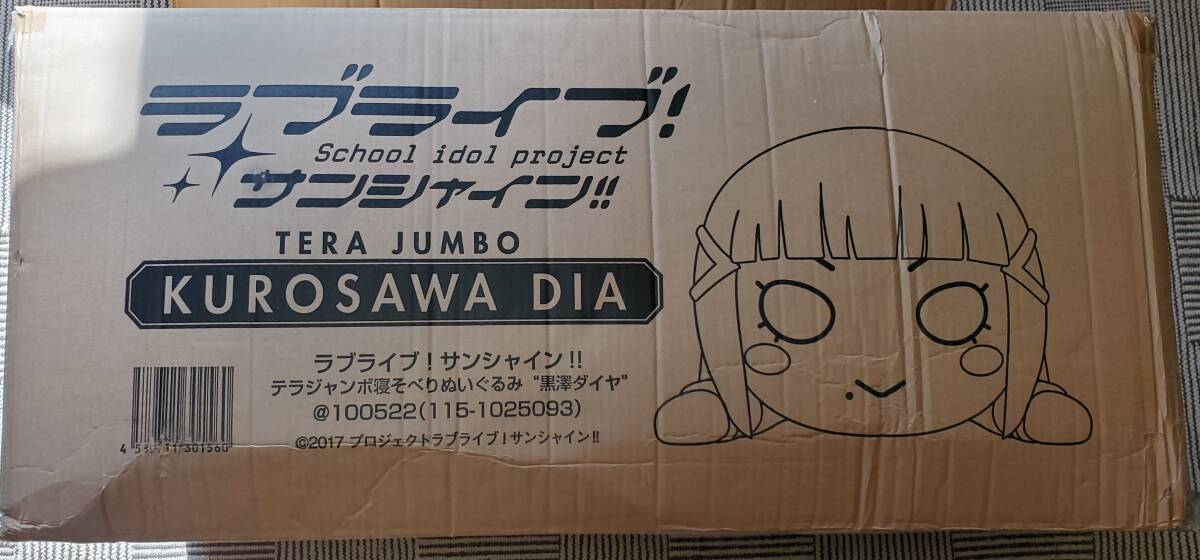 ラブライブ!
School idol project
サンシャイン!!
TERA JUMBO
KUROSAWA DIA
ラブライブ!サンシャイン!!
テラジャンボ寝そべりぬいぐるみ “黒澤ダイヤ”
@100522(115-1025093)
©2017 プロジェクトラブライブ!サンシャイン!!